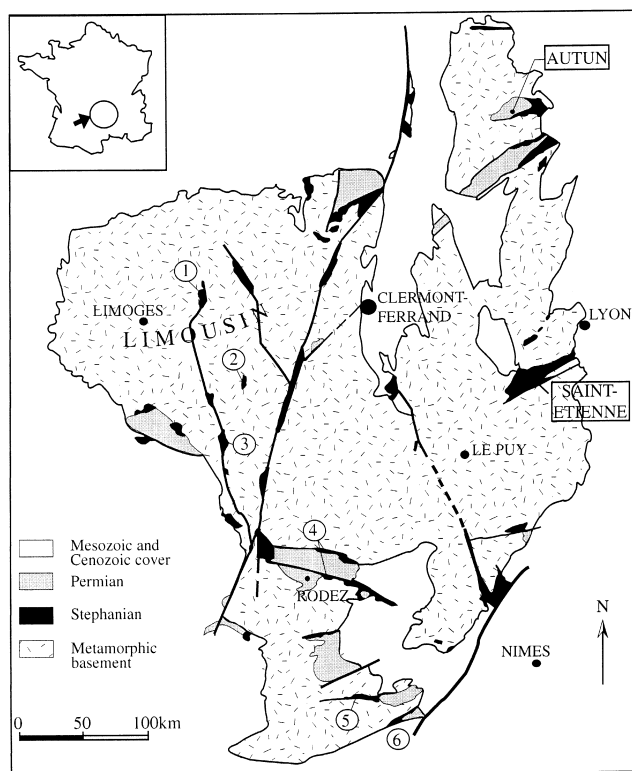 AUTUN
1
LIMOGES
LIMOUSIN
CLERMONT-
FERRAND
LYON
2
SAINT-
ETIENNE
3
LE PUY
4
Mesozoic and
Cenozoic cover
Permian
RODEZ
Stephanian
N
Metamorphic
basement
NIMES
0 50 100km
5
6